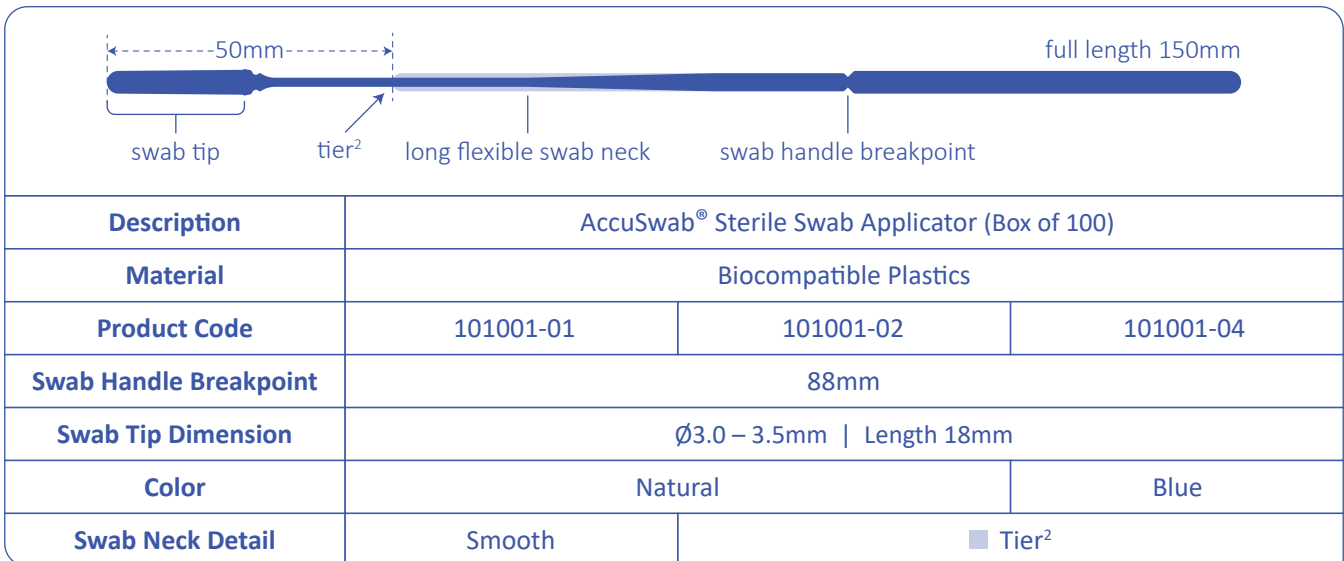 50mm
full length 150mm
swab tip
tier²
long flexible swab neck
swab handle breakpoint
Description
AccuSwab® Sterile Swab Applicator (Box of 100)
Material
Biocompatible Plastics
Product Code
101001-01
101001-02
101001-04
Swab Handle Breakpoint
88mm
Swab Tip Dimension
Ø3.0 – 3.5mm | Length 18mm
Color
Natural
Blue
Swab Neck Detail
Smooth
Tier²